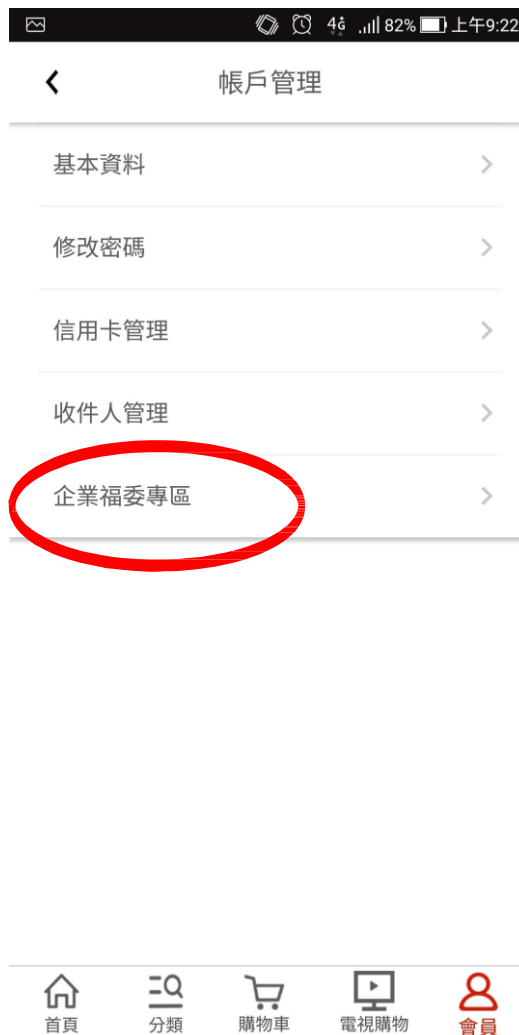 4G 82% 上午9:22
帳戶管理
基本資料
修改密碼
信用卡管理
收件人管理
企業福委專區
首頁 分類 購物車 電視購物 會員